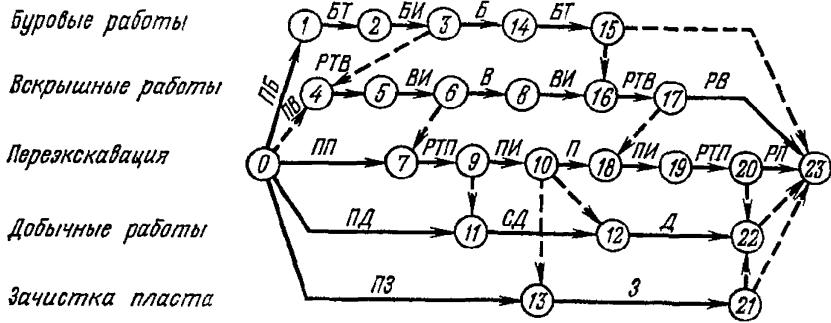 Буровые работы
1 БТ 2 БИ 3 Б 14 БТ 15
ПБ
Вскрышные работы
ПВ 4 РТВ 5 ВИ 6 В 8 ВИ 16 РТВ 17 РВ
Переэкскавация
0 ПП 7 РТП 9 ПИ 10 П 18 ПИ 19 РТП 20 РП 23
Добычные работы
ПД 11 СД 12 Д 22
Зачистка пласта
ПЗ 13 З 21